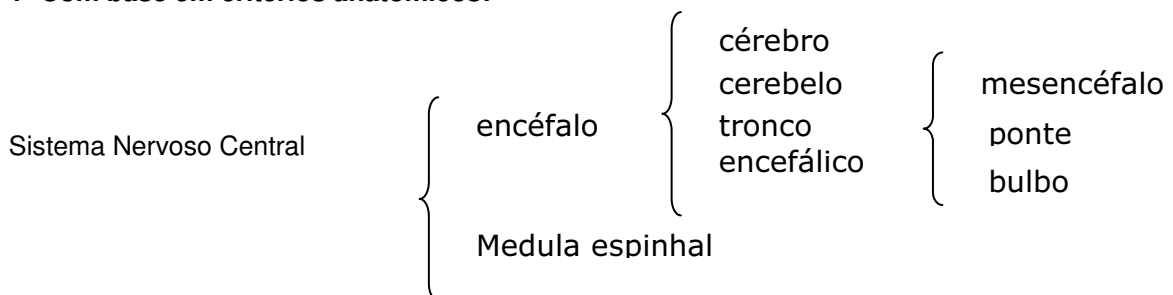 cérebro
cerebelo
mesencéfalo
encéfalo
tronco
encefálico
ponte
Sistema Nervoso Central
bulbo
Medula espinhal